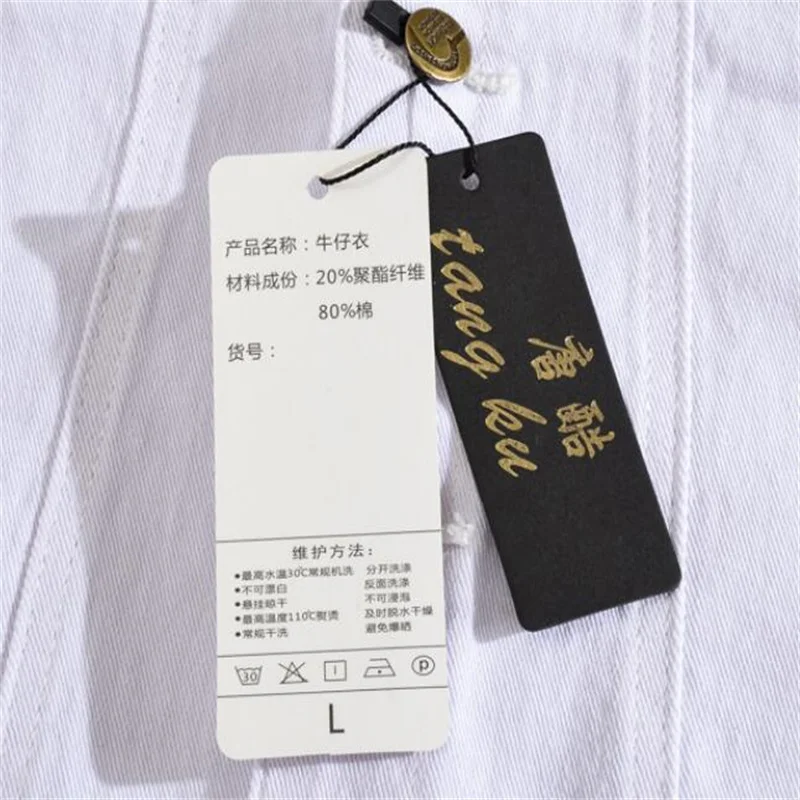 产品名称：牛仔衣
材料成份：20%聚酯纤维
80%棉
货号：
维护方法：
•最高水温30℃常规机洗 分开洗涤
•不可漂白 反面洗涤
•悬挂晾干 不可浸泡
•最高温度110℃熨烫 及时脱水干燥
•常规干洗 避免爆晒
30
P
L
tang ku
唐酷